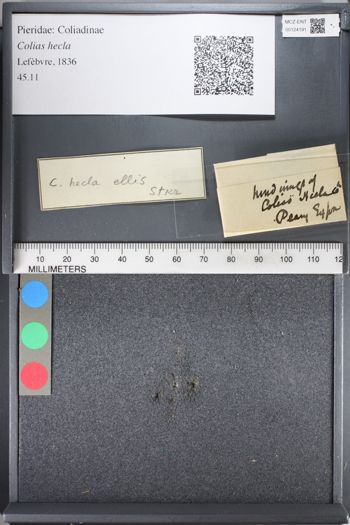 Pieridae: Coliadinae
Colias hecla
Lefèbvre, 1836
45.11
MCZ-ENT
00124191
C. hecla ellis
Strk
hind wings of
Colias Hecla ♂
Peary Exp'n
10 20 30 40 50 60 70 80 90 100 110 12
MILLIMETERS